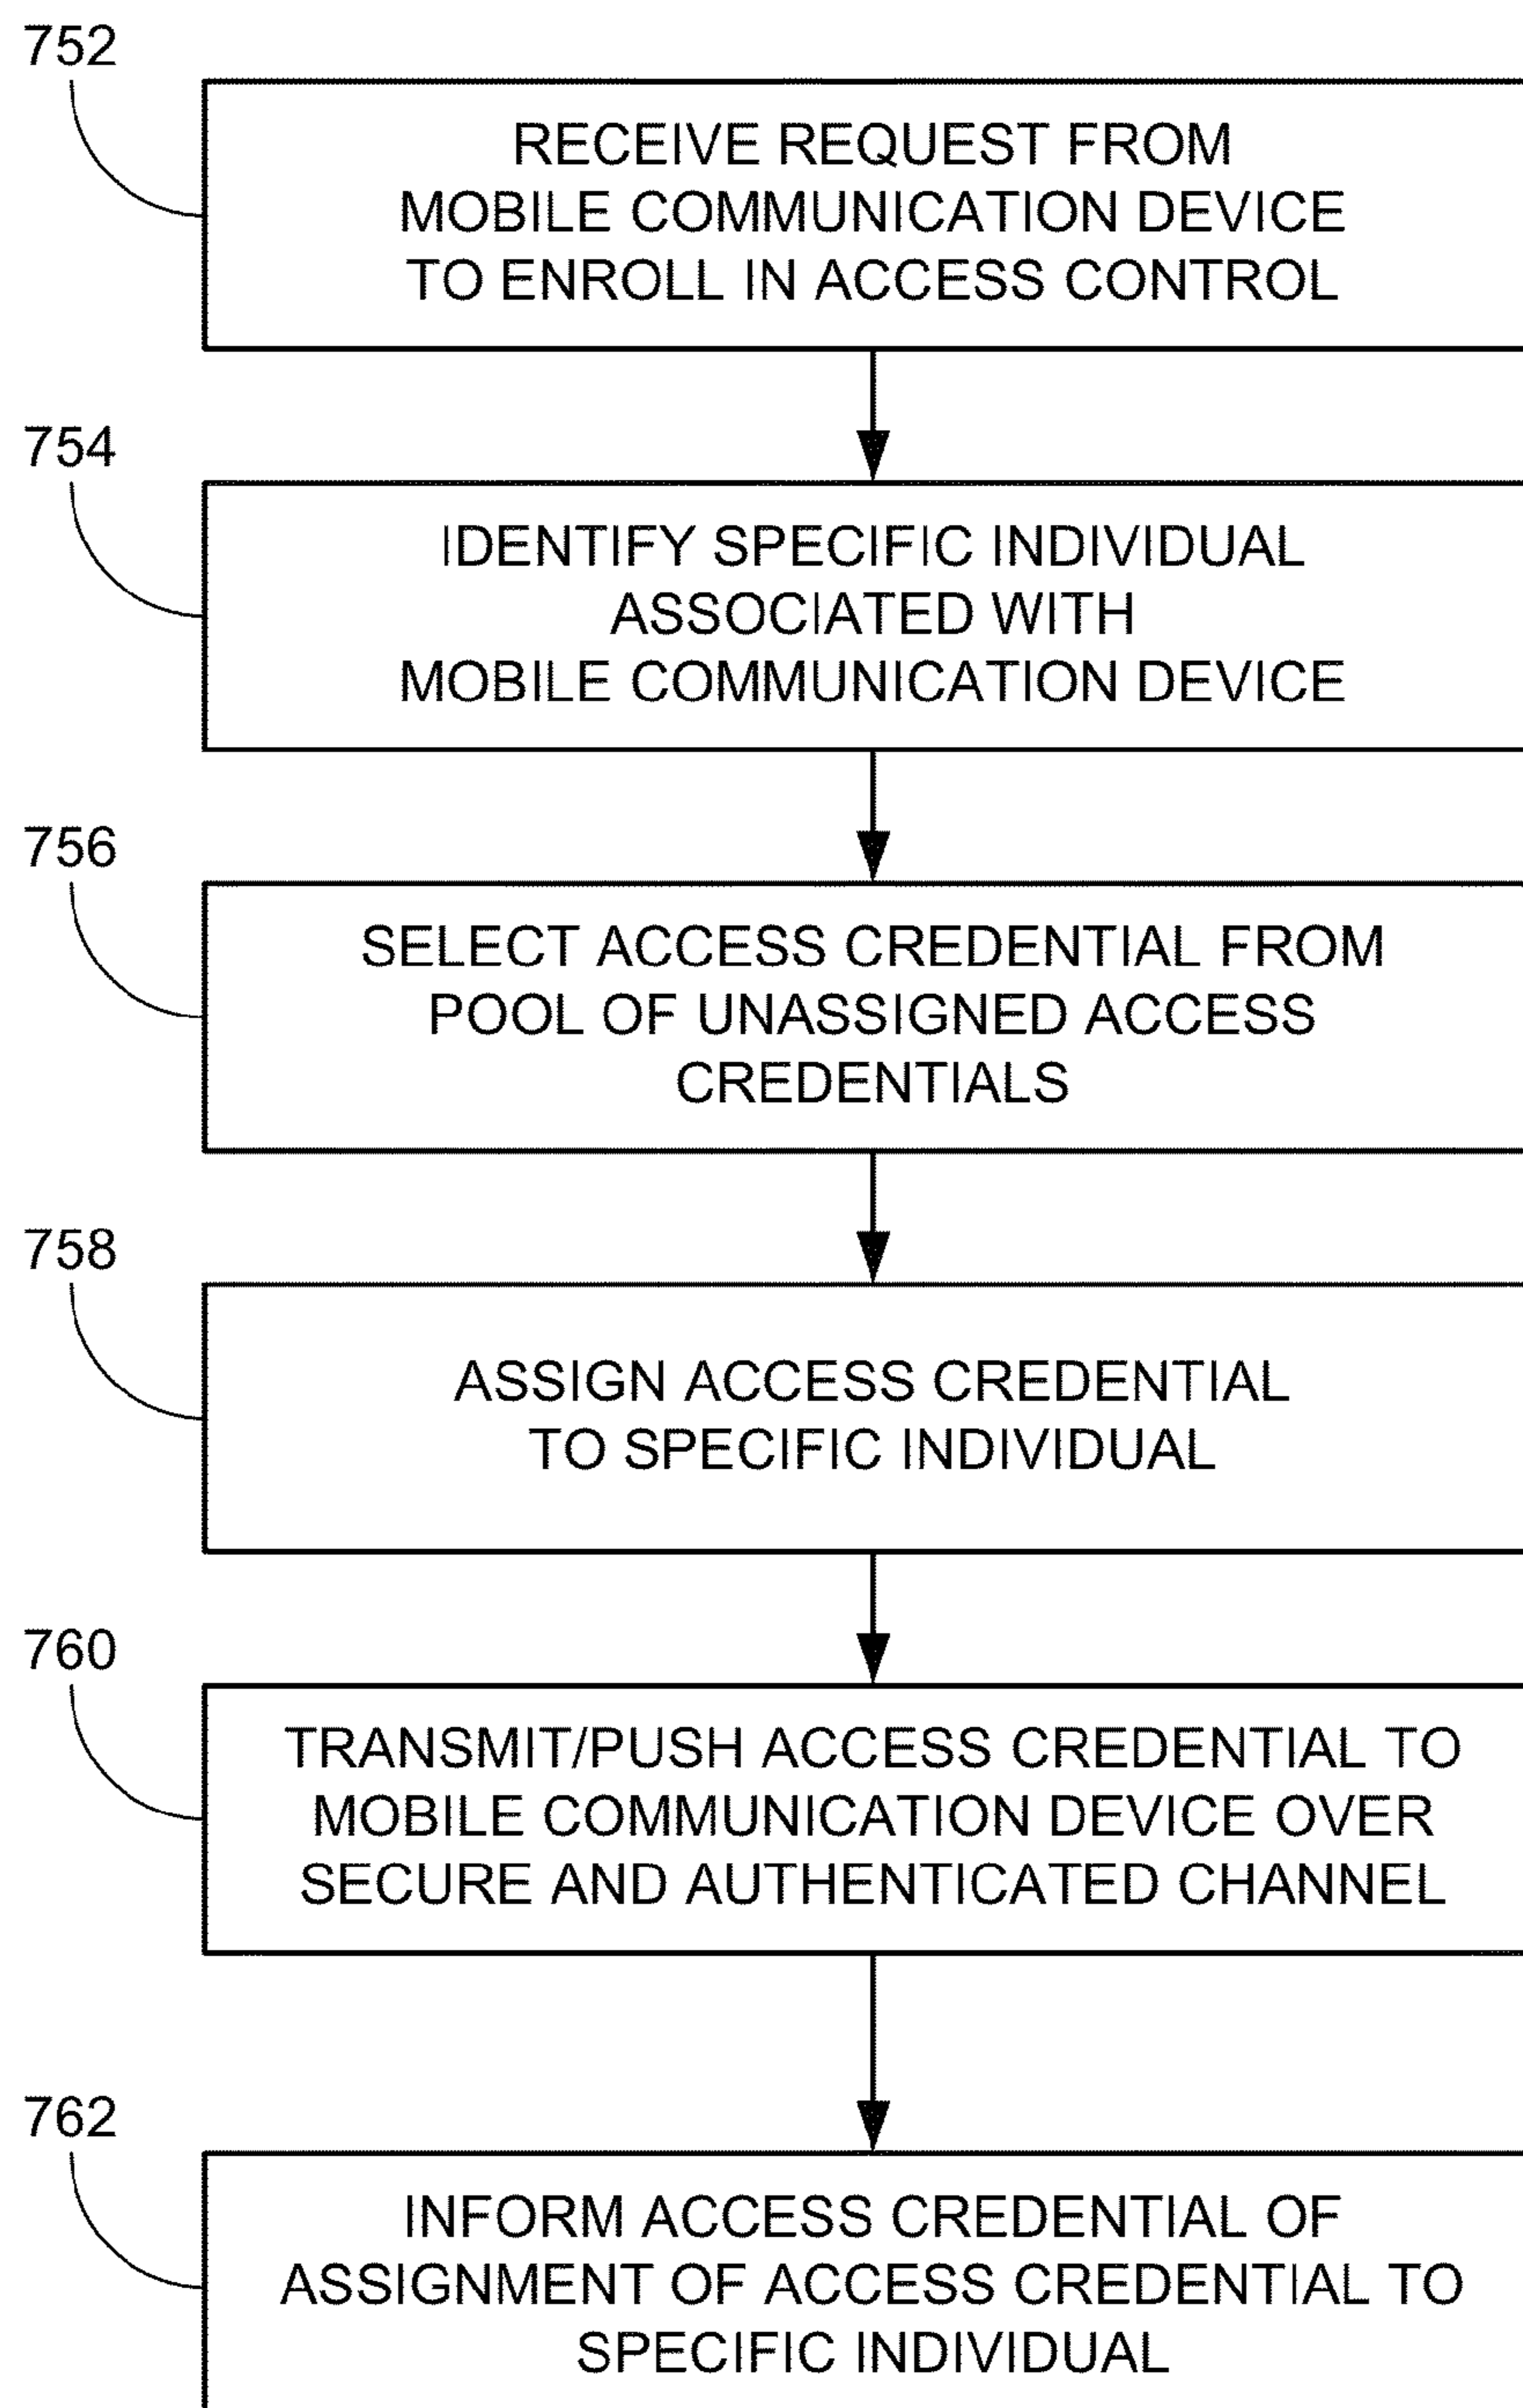 752
RECEIVE REQUEST FROM
MOBILE COMMUNICATION DEVICE
TO ENROLL IN ACCESS CONTROL
754
IDENTIFY SPECIFIC INDIVIDUAL
ASSOCIATED WITH
MOBILE COMMUNICATION DEVICE
756
SELECT ACCESS CREDENTIAL FROM
POOL OF UNASSIGNED ACCESS
CREDENTIALS
758
ASSIGN ACCESS CREDENTIAL
TO SPECIFIC INDIVIDUAL
760
TRANSMIT/PUSH ACCESS CREDENTIAL TO
MOBILE COMMUNICATION DEVICE OVER
SECURE AND AUTHENTICATED CHANNEL
762
INFORM ACCESS CREDENTIAL OF
ASSIGNMENT OF ACCESS CREDENTIAL TO
SPECIFIC INDIVIDUAL